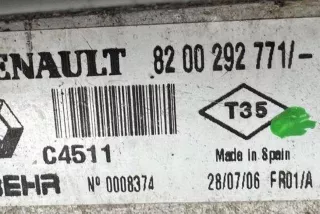 RENAULT 82 00 292 771/-
T35
C4511 Made in Spain
BEHR Nº 0008374 28/07/06 FR01/A